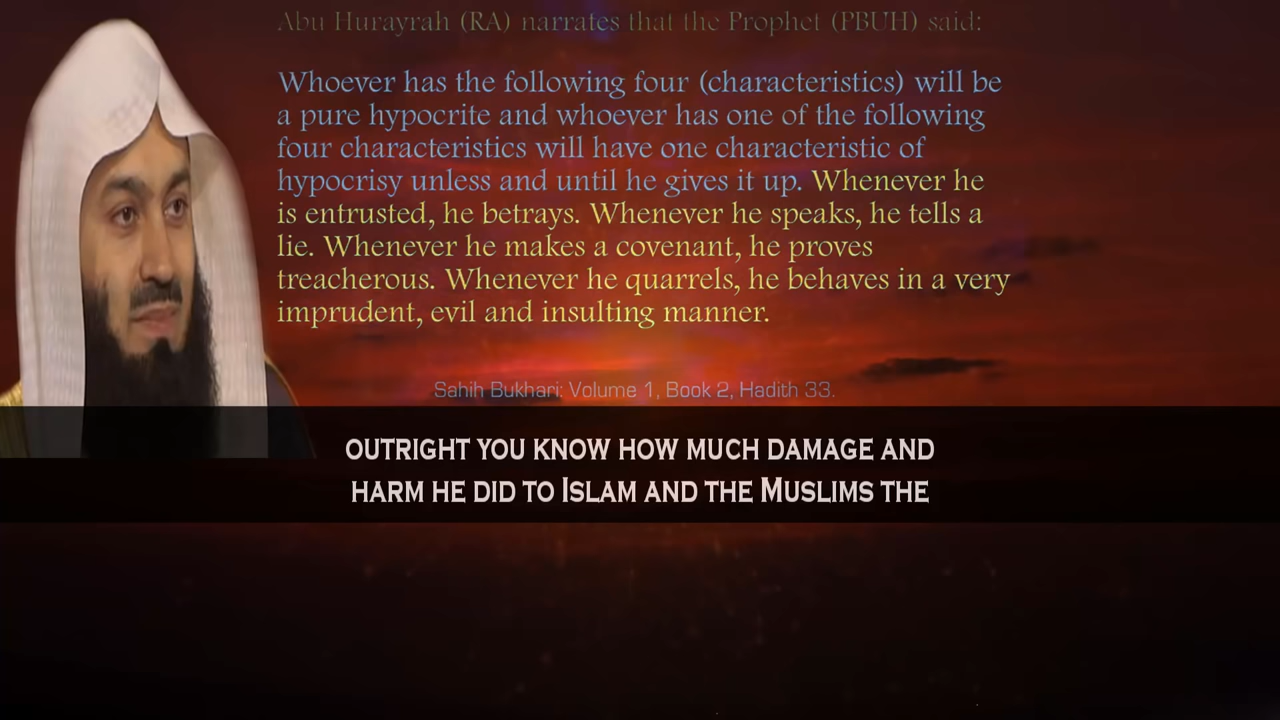 Abu Hurayrah (RA) narrates that the Prophet (PBUH) said:
Whoever has the following four (characteristics) will be
a pure hypocrite and whoever has one of the following
four characteristics will have one characteristic of
hypocrisy unless and until he gives it up. Whenever he
is entrusted, he betrays. Whenever he speaks, he tells a
lie. Whenever he makes a covenant, he proves
treacherous. Whenever he quarrels, he behaves in a very
imprudent, evil and insulting manner.
Sahih Bukhari: Volume 1, Book 2, Hadith 33.
OUTRIGHT YOU KNOW HOW MUCH DAMAGE AND
HARM HE DID TO ISLAM AND THE MUSLIMS THE